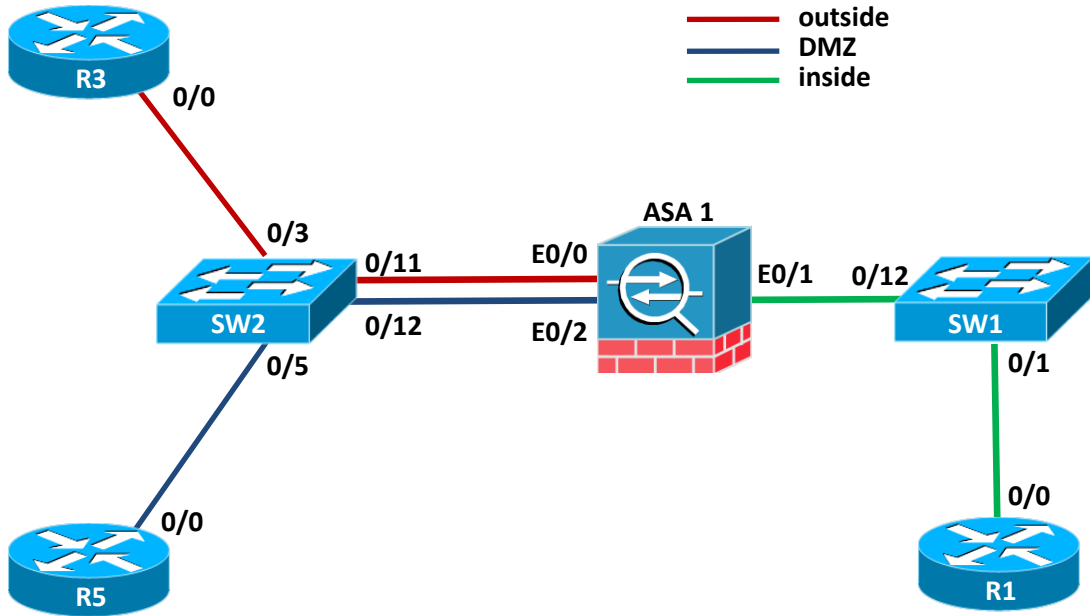 outside
DMZ
inside
R3
0/0
0/3
0/11
E0/0
ASA 1
E0/1
0/12
SW2
0/12
E0/2
SW1
0/5
0/1
0/0
0/0
R5
R1